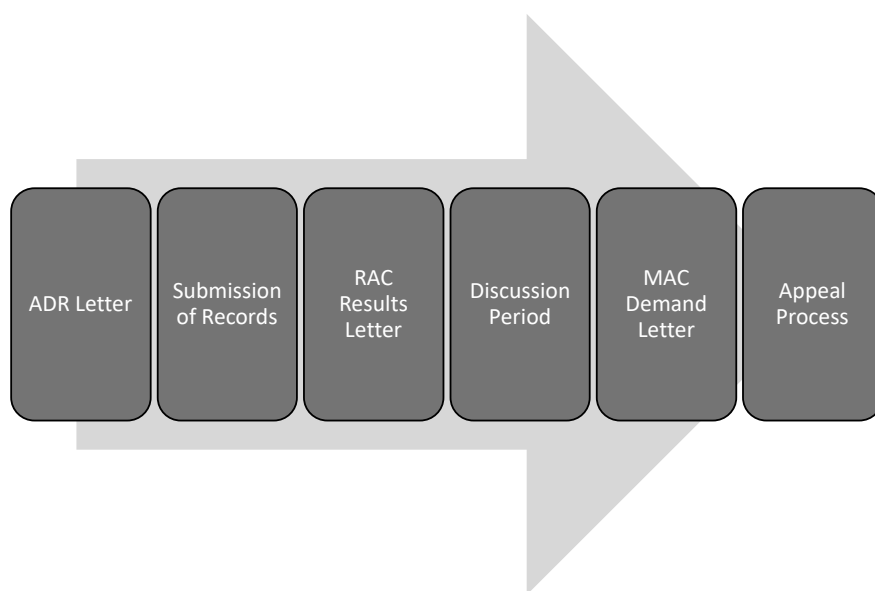 ADR Letter
Submission
of Records
RAC
Results
Letter
Discussion
Period
MAC
Demand
Letter
Appeal
Process